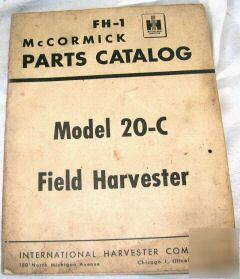 FH-1
McCORMICK
PARTS CATALOG
Model 20-C
Field Harvester
INTERNATIONAL HARVESTER COM
180 North Michigan Avenue Chicago 1, Illinoi